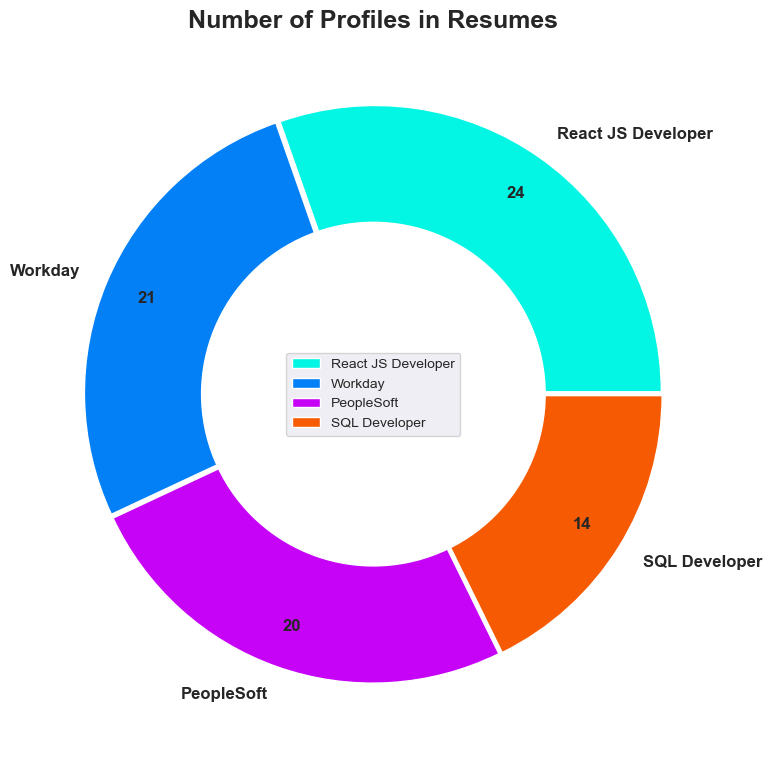 Number of Profiles in Resumes
React JS Developer
24
Workday
21
React JS Developer
Workday
PeopleSoft
SQL Developer
14
SQL Developer
20
PeopleSoft